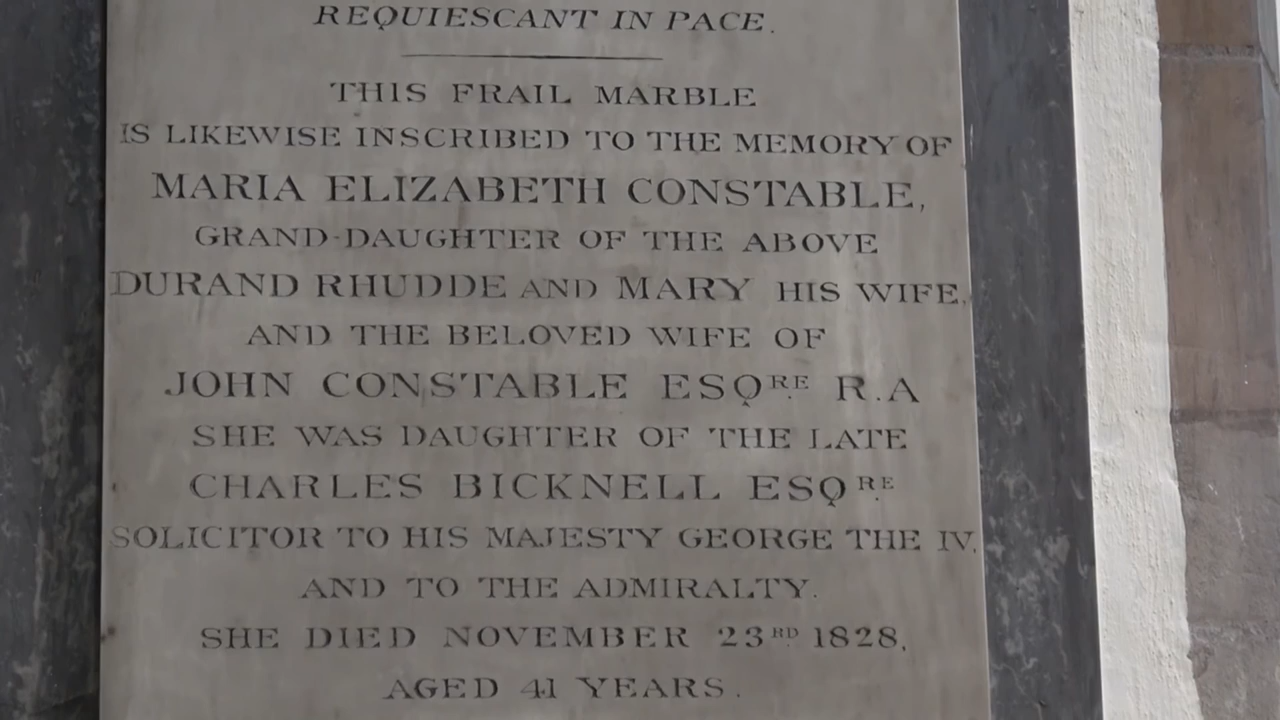 REQUIESCANT IN PACE.
THIS FRAIL MARBLE
IS LIKEWISE INSCRIBED TO THE MEMORY OF
MARIA ELIZABETH CONSTABLE,
GRAND-DAUGHTER OF THE ABOVE
DURAND RHUDDE AND MARY HIS WIFE,
AND THE BELOVED WIFE OF
JOHN CONSTABLE ESQRE R.A
SHE WAS DAUGHTER OF THE LATE
CHARLES BICKNELL ESQRE
SOLICITOR TO HIS MAJESTY GEORGE THE IV.
AND TO THE ADMIRALTY.
SHE DIED NOVEMBER 23RD 1828,
AGED 41 YEARS.